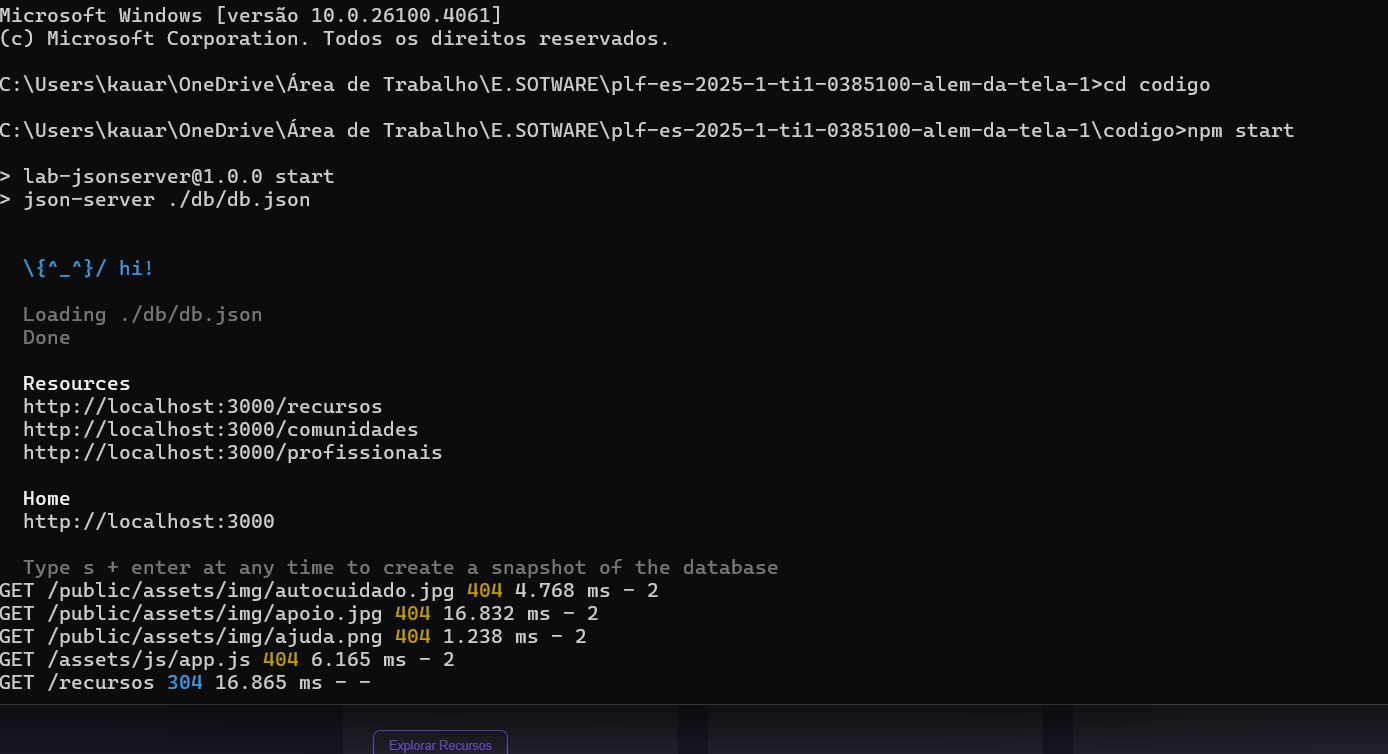 Microsoft Windows [versão 10.0.26100.4061]
(c) Microsoft Corporation. Todos os direitos reservados.
C:\Users\kauar\OneDrive\Área de Trabalho\E.SOTWARE\plf-es-2025-1-ti1-0385100-alem-da-tela-1>cd codigo
C:\Users\kauar\OneDrive\Área de Trabalho\E.SOTWARE\plf-es-2025-1-ti1-0385100-alem-da-tela-1\codigo>npm start
> lab-jsonserver@1.0.0 start
> json-server ./db/db.json
\{^_^}/ hi!
Loading ./db/db.json
Done
Resources
http://localhost:3000/recursos
http://localhost:3000/comunidades
http://localhost:3000/profissionais
Home
http://localhost:3000
Type s + enter at any time to create a snapshot of the database
GET /public/assets/img/autocuidado.jpg 404 4.768 ms - 2
GET /public/assets/img/apoio.jpg 404 16.832 ms - 2
GET /public/assets/img/ajuda.png 404 1.238 ms - 2
GET /assets/js/app.js 404 6.165 ms - 2
GET /recursos 304 16.865 ms - -
Explorar Recursos